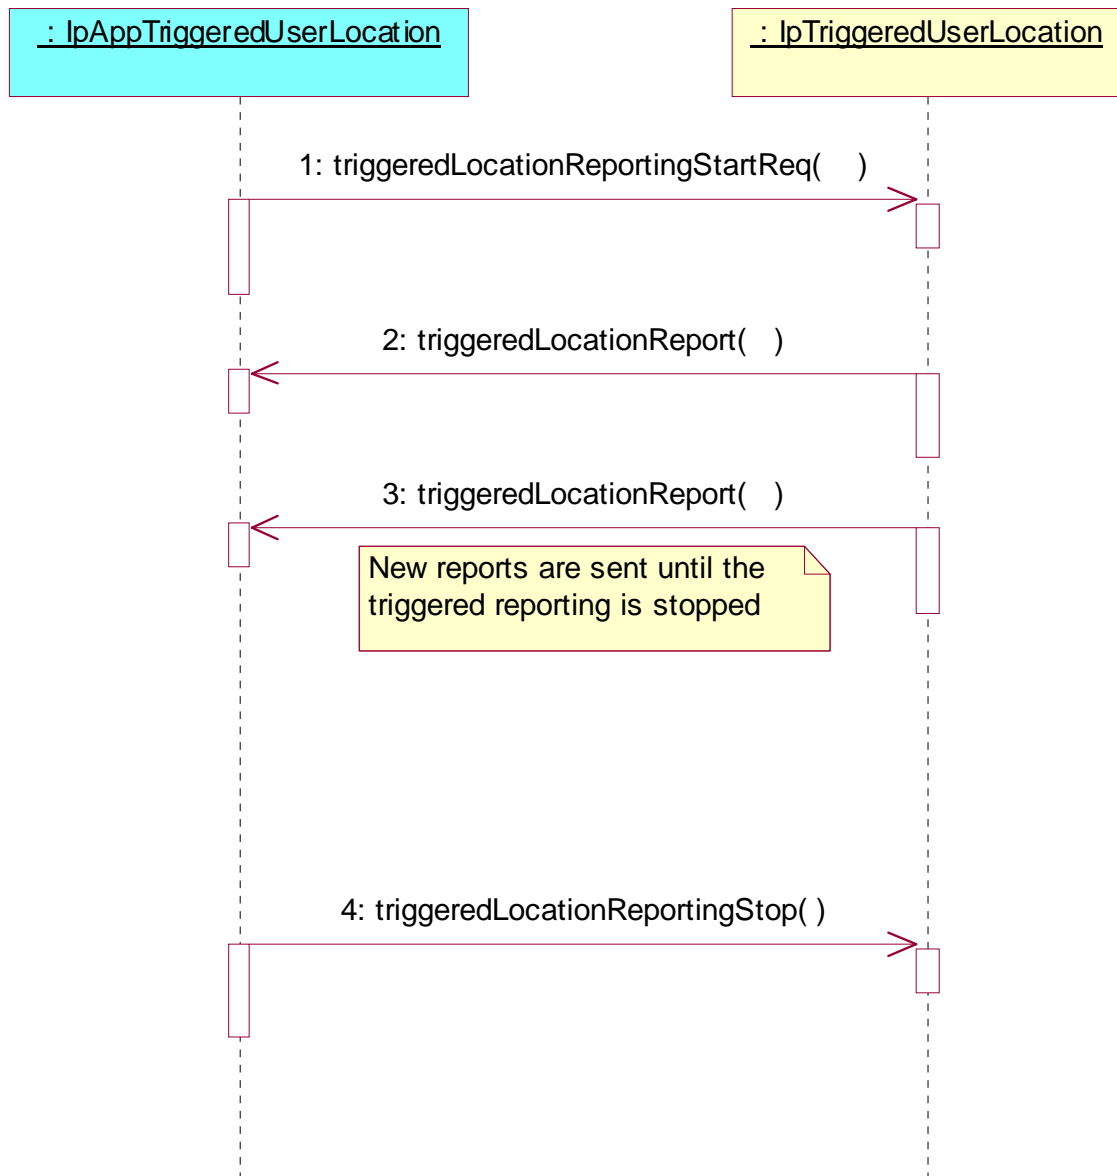 : IpAppTriggeredUserLocation
: IpTriggeredUserLocation
1: triggeredLocationReportingStartReq(    )
2: triggeredLocationReport(   )
3: triggeredLocationReport(   )
New reports are sent until the
triggered reporting is stopped
4: triggeredLocationReportingStop( )